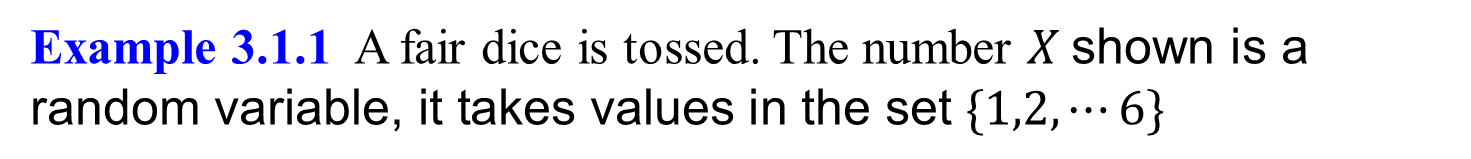 Example 3.1.1 A fair dice is tossed. The number X shown is a
random variable, it takes values in the set {1,2, ⋯ 6}